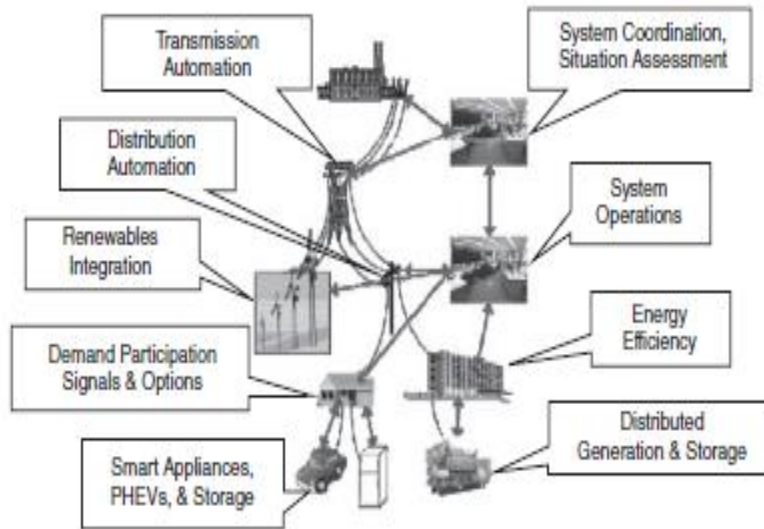 Transmission
Automation
System Coordination,
Situation Assessment
Distribution
Automation
System
Operations
Renewables
Integration
Energy
Efficiency
Demand Participation
Signals & Options
Distributed
Generation & Storage
Smart Appliances,
PHEVs, & Storage